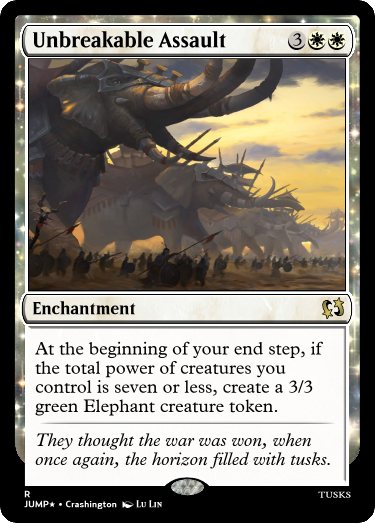 Unbreakable Assault 3
Enchantment
At the beginning of your end step, if
the total power of creatures you
control is seven or less, create a 3/3
green Elephant creature token.
They thought the war was won, when
once again, the horizon filled with tusks.
R TUSKS
JUMP★ • Crashington Lu Lin